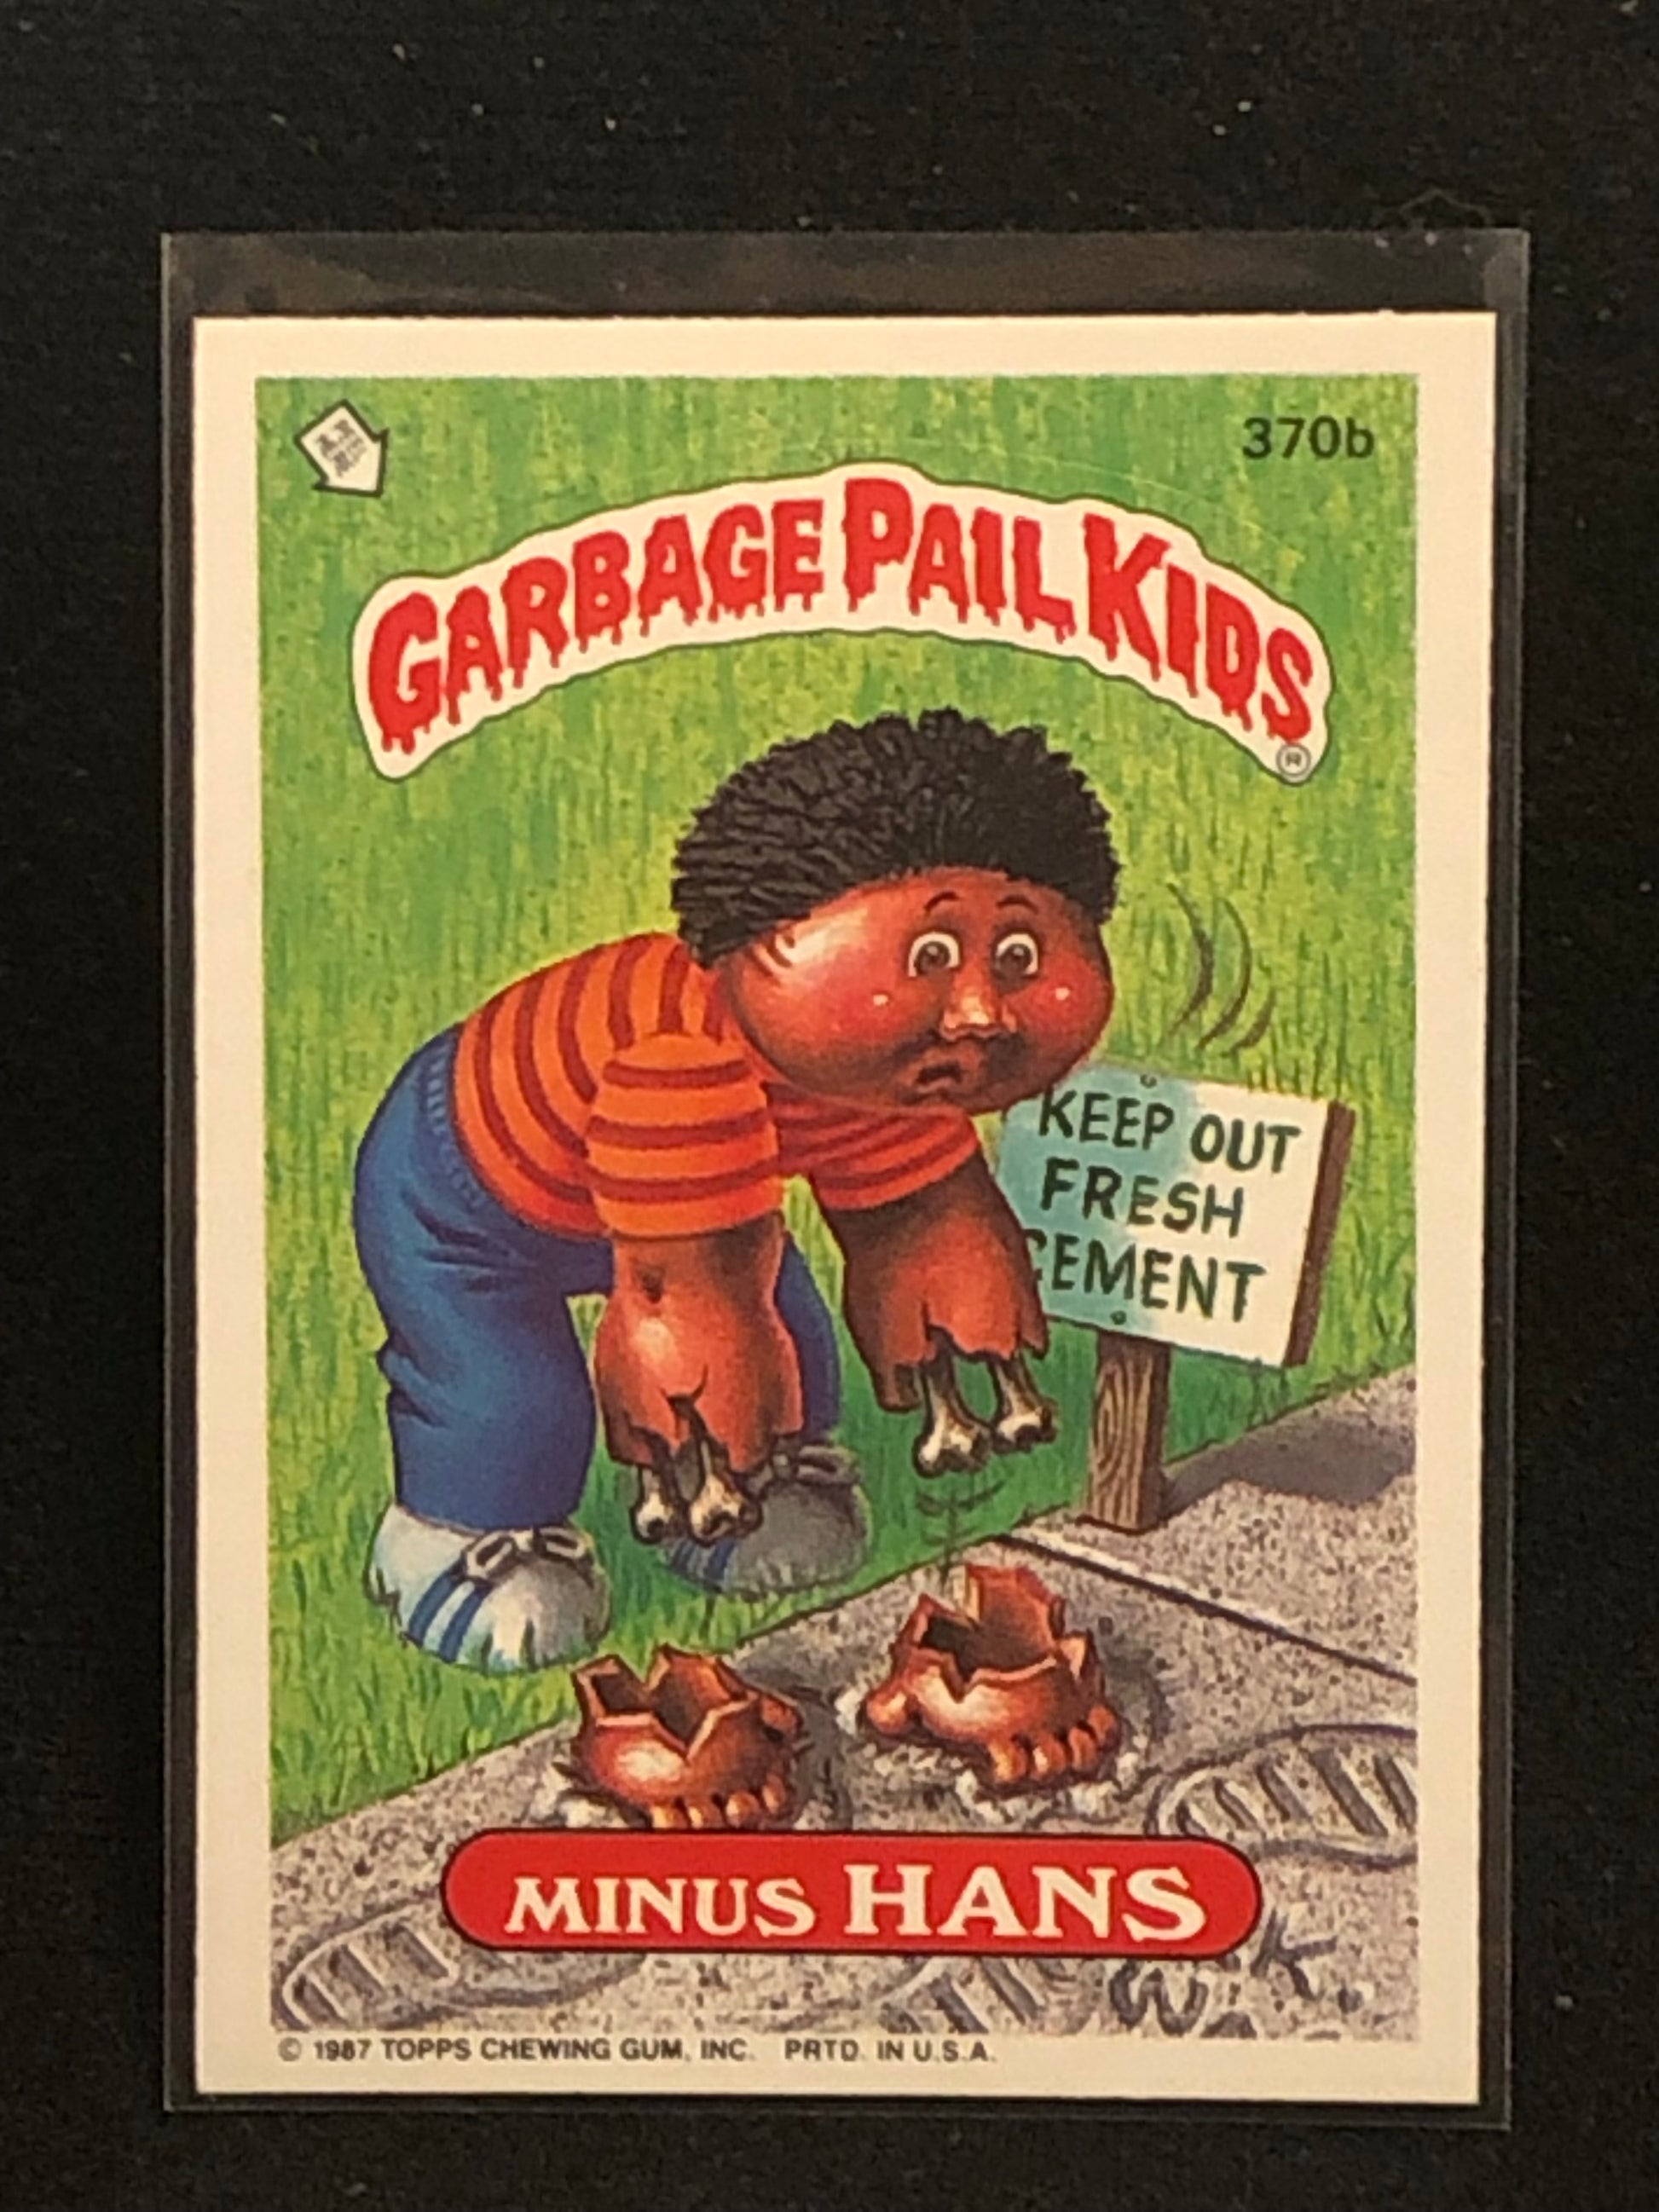 370b
GARBAGE PAIL KIDS
®
KEEP OUT
FRESH
CEMENT
MINUS HANS
W K.
© 1987 TOPPS CHEWING GUM, INC. PRTD. IN U.S.A.